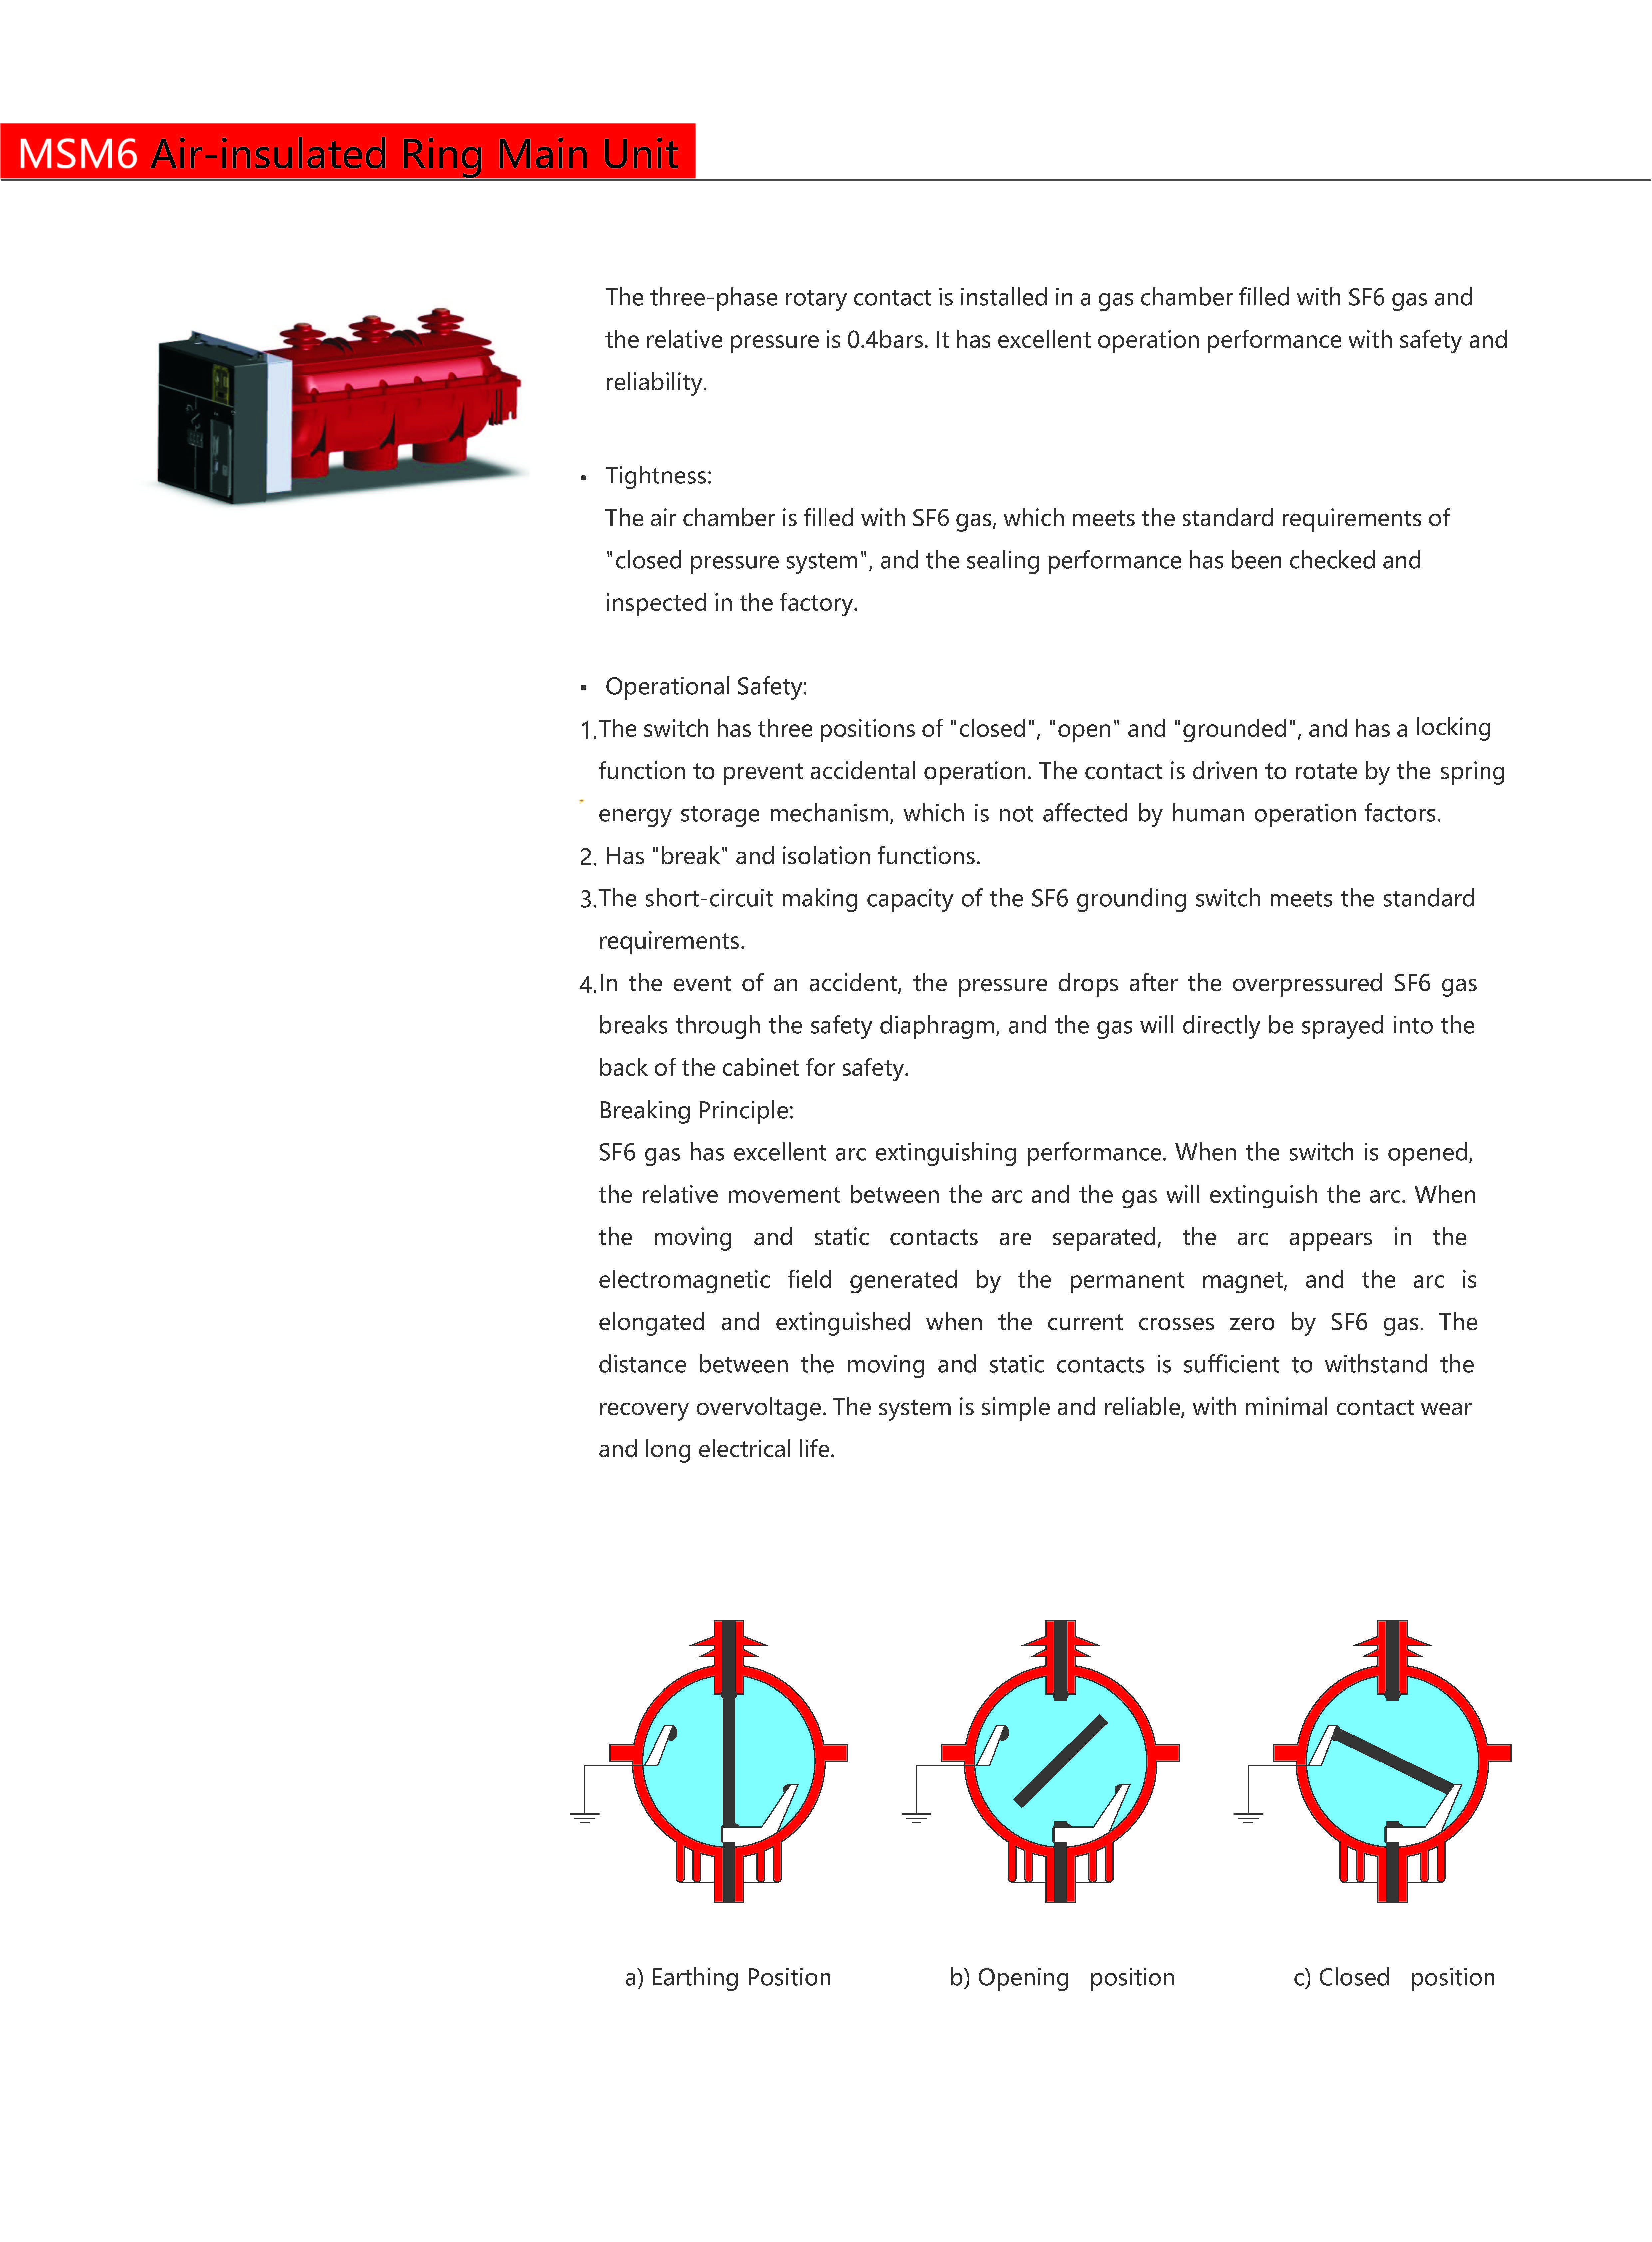 MSM6 Air-insulated Ring Main Unit
The three-phase rotary contact is installed in a gas chamber filled with SF6 gas and
the relative pressure is 0.4bars. It has excellent operation performance with safety and
reliability.
• Tightness:
The air chamber is filled with SF6 gas, which meets the standard requirements of
"closed pressure system", and the sealing performance has been checked and
inspected in the factory.
• Operational Safety:
1.The switch has three positions of "closed", "open" and "grounded", and has a locking
function to prevent accidental operation. The contact is driven to rotate by the spring
energy storage mechanism, which is not affected by human operation factors.
2. Has "break" and isolation functions.
3.The short-circuit making capacity of the SF6 grounding switch meets the standard
requirements.
4.In the event of an accident, the pressure drops after the overpressured SF6 gas
breaks through the safety diaphragm, and the gas will directly be sprayed into the
back of the cabinet for safety.
Breaking Principle:
SF6 gas has excellent arc extinguishing performance. When the switch is opened,
the relative movement between the arc and the gas will extinguish the arc. When
the moving and static contacts are separated, the arc appears in the
electromagnetic field generated by the permanent magnet, and the arc is
elongated and extinguished when the current crosses zero by SF6 gas. The
distance between the moving and static contacts is sufficient to withstand the
recovery overvoltage. The system is simple and reliable, with minimal contact wear
and long electrical life.
a) Earthing Position
b) Opening position
c) Closed position